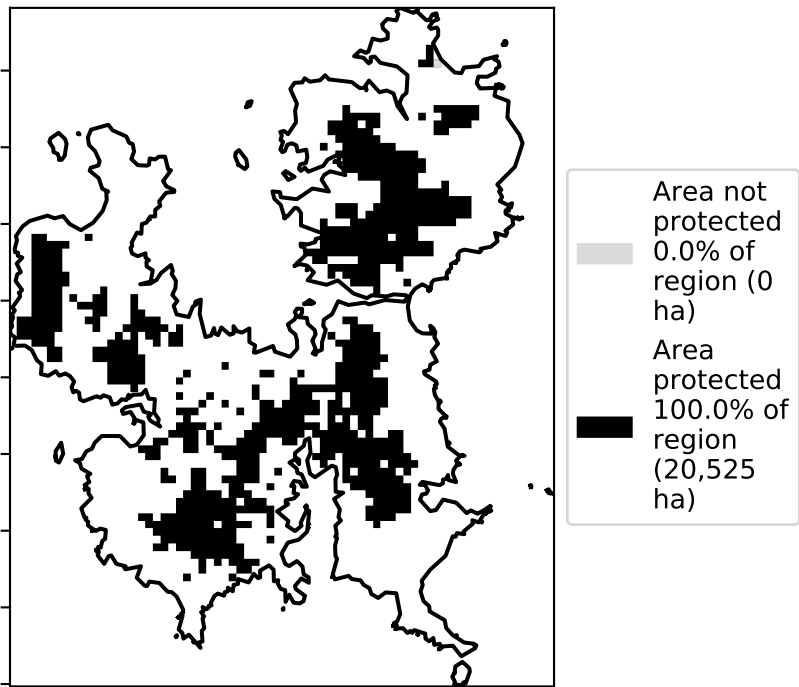 Area not
protected
0.0% of
region (0
ha)
Area
protected
100.0% of
region
(20,525
ha)